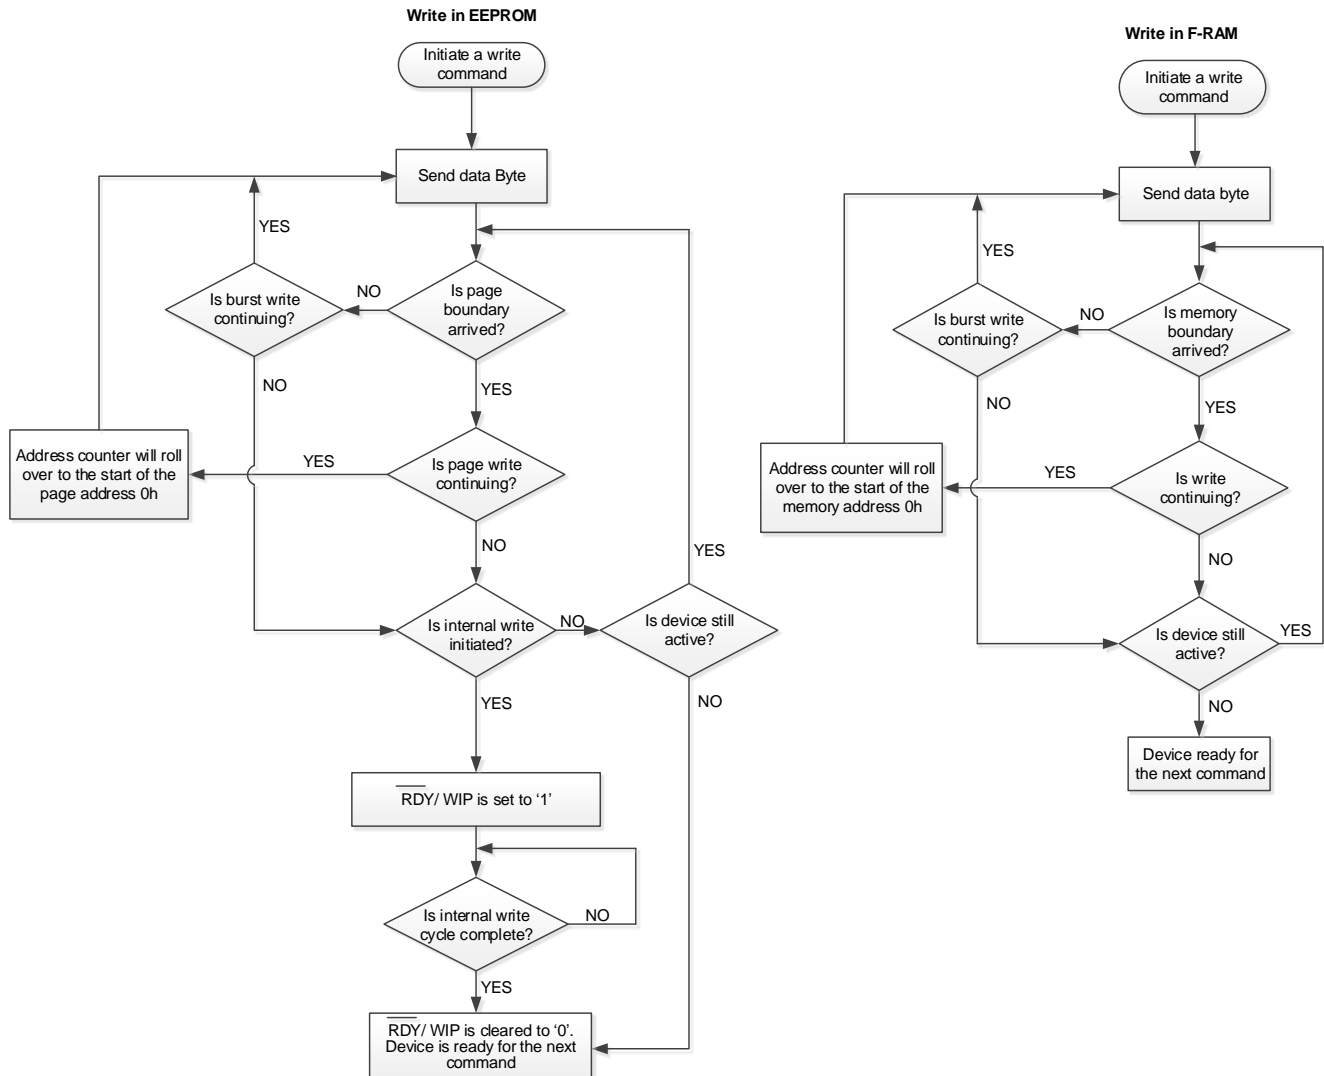 Write in EEPROM
Initiate a write
command
Send data Byte
YES
Is burst write
continuing?
NO
Is page
boundary
arrived?
NO
YES
Address counter will roll
over to the start of the
page address 0h
YES
Is page write
continuing?
NO
YES
Is internal write
initiated?
NO
Is device still
active?
YES
NO
RDY/ WIP is set to ‘1’
Is internal write
cycle complete?
NO
YES
RDY/ WIP is cleared to ‘0’.
Device is ready for the next
command
Write in F-RAM
Initiate a write
command
Send data byte
YES
Is burst write
continuing?
NO
Is memory
boundary
arrived?
NO
YES
Address counter will roll
over to the start of the
memory address 0h
YES
Is write
continuing?
NO
Is device still
active?
YES
NO
Device ready for
the next command